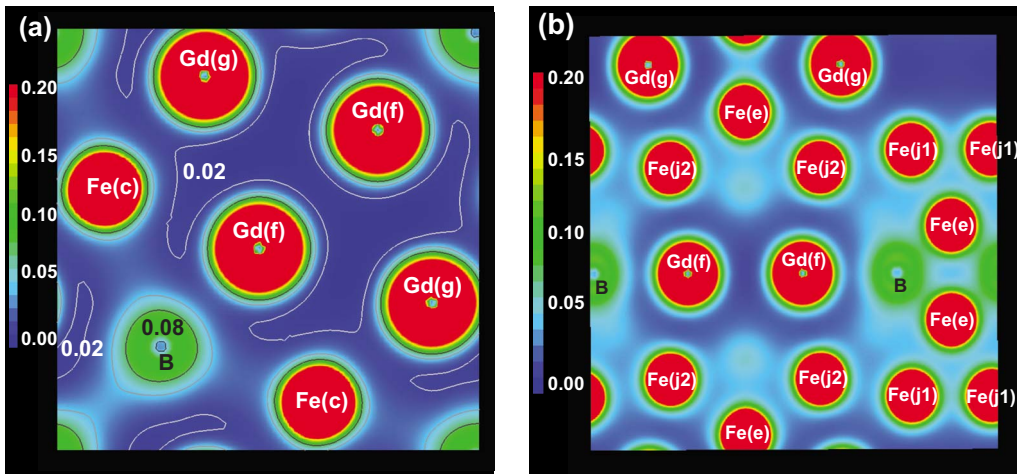 (a)
Gd(g)
0.20
Gd(f)
0.15
0.02
Fe(c)
0.10
Gd(f)
0.05
Gd(g)
0.08
0.00
0.02
B
Fe(c)
(b)
0.20
Gd(g)
Gd(g)
Fe(e)
0.15
Fe(j2)
Fe(j2)
Fe(j1)
Fe(j1)
0.10
Fe(e)
Gd(f)
Gd(f)
B
B
0.05
Fe(e)
0.00
Fe(j2)
Fe(j2)
Fe(j1)
Fe(j1)
Fe(e)